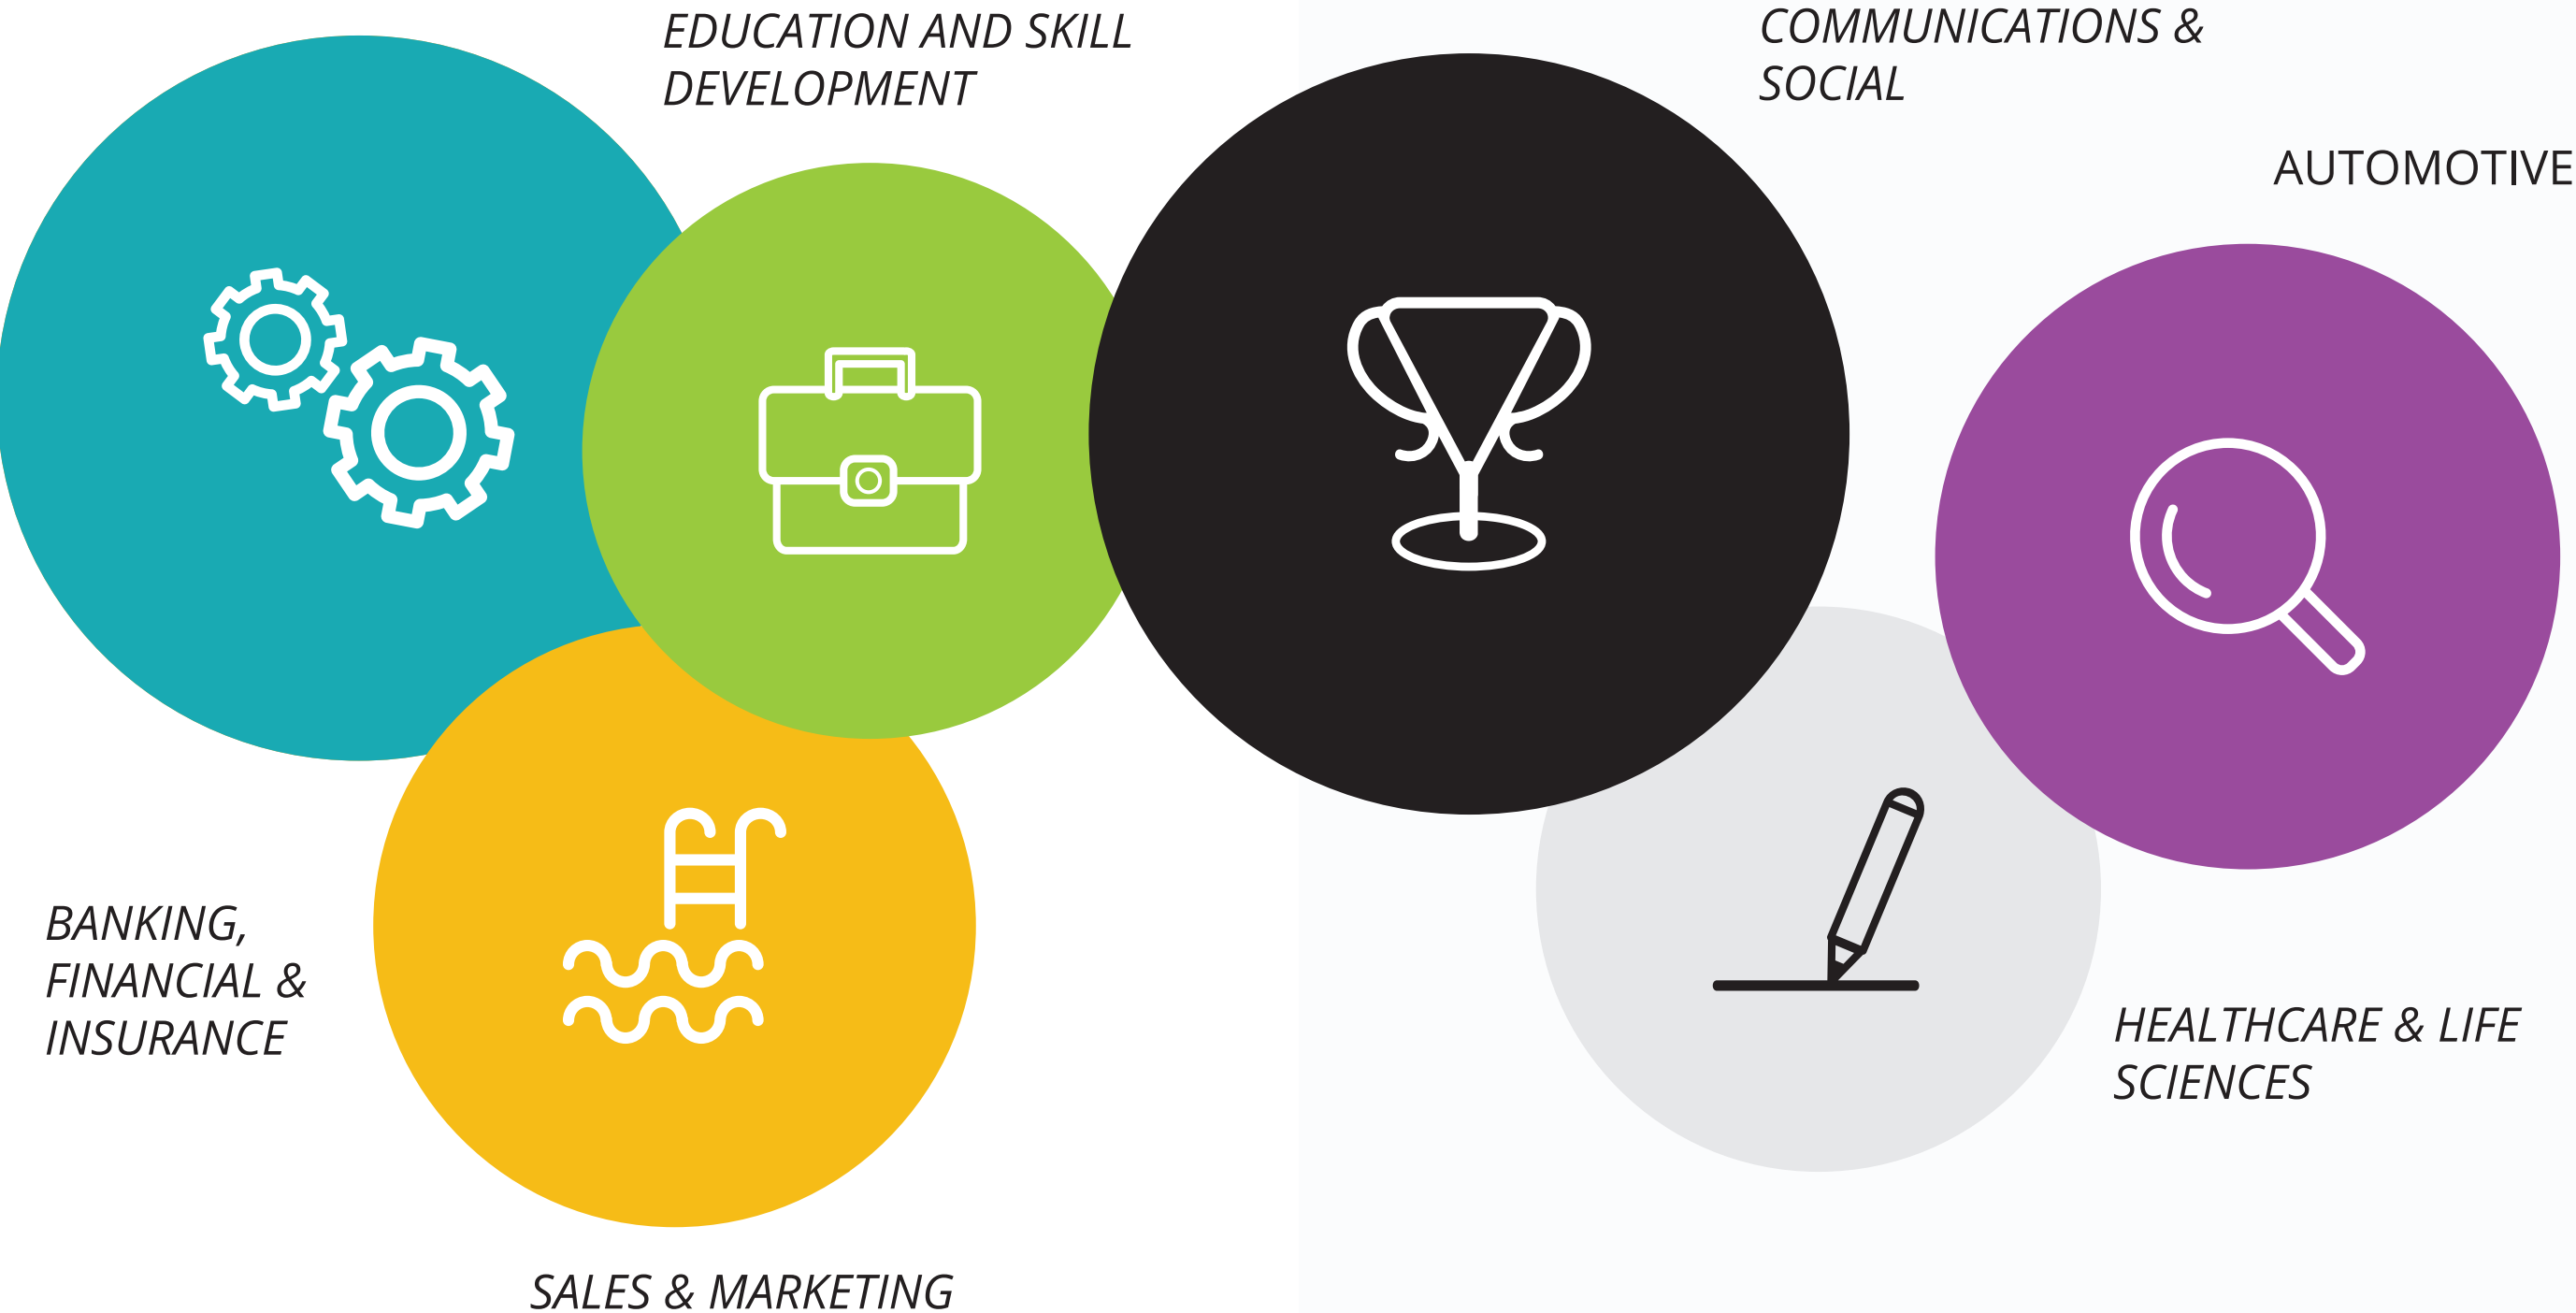 EDUCATION AND SKILL
DEVELOPMENT
COMMUNICATIONS &
SOCIAL
AUTOMOTIVE
BANKING,
FINANCIAL &
INSURANCE
HEALTHCARE & LIFE
SCIENCES
SALES & MARKETING